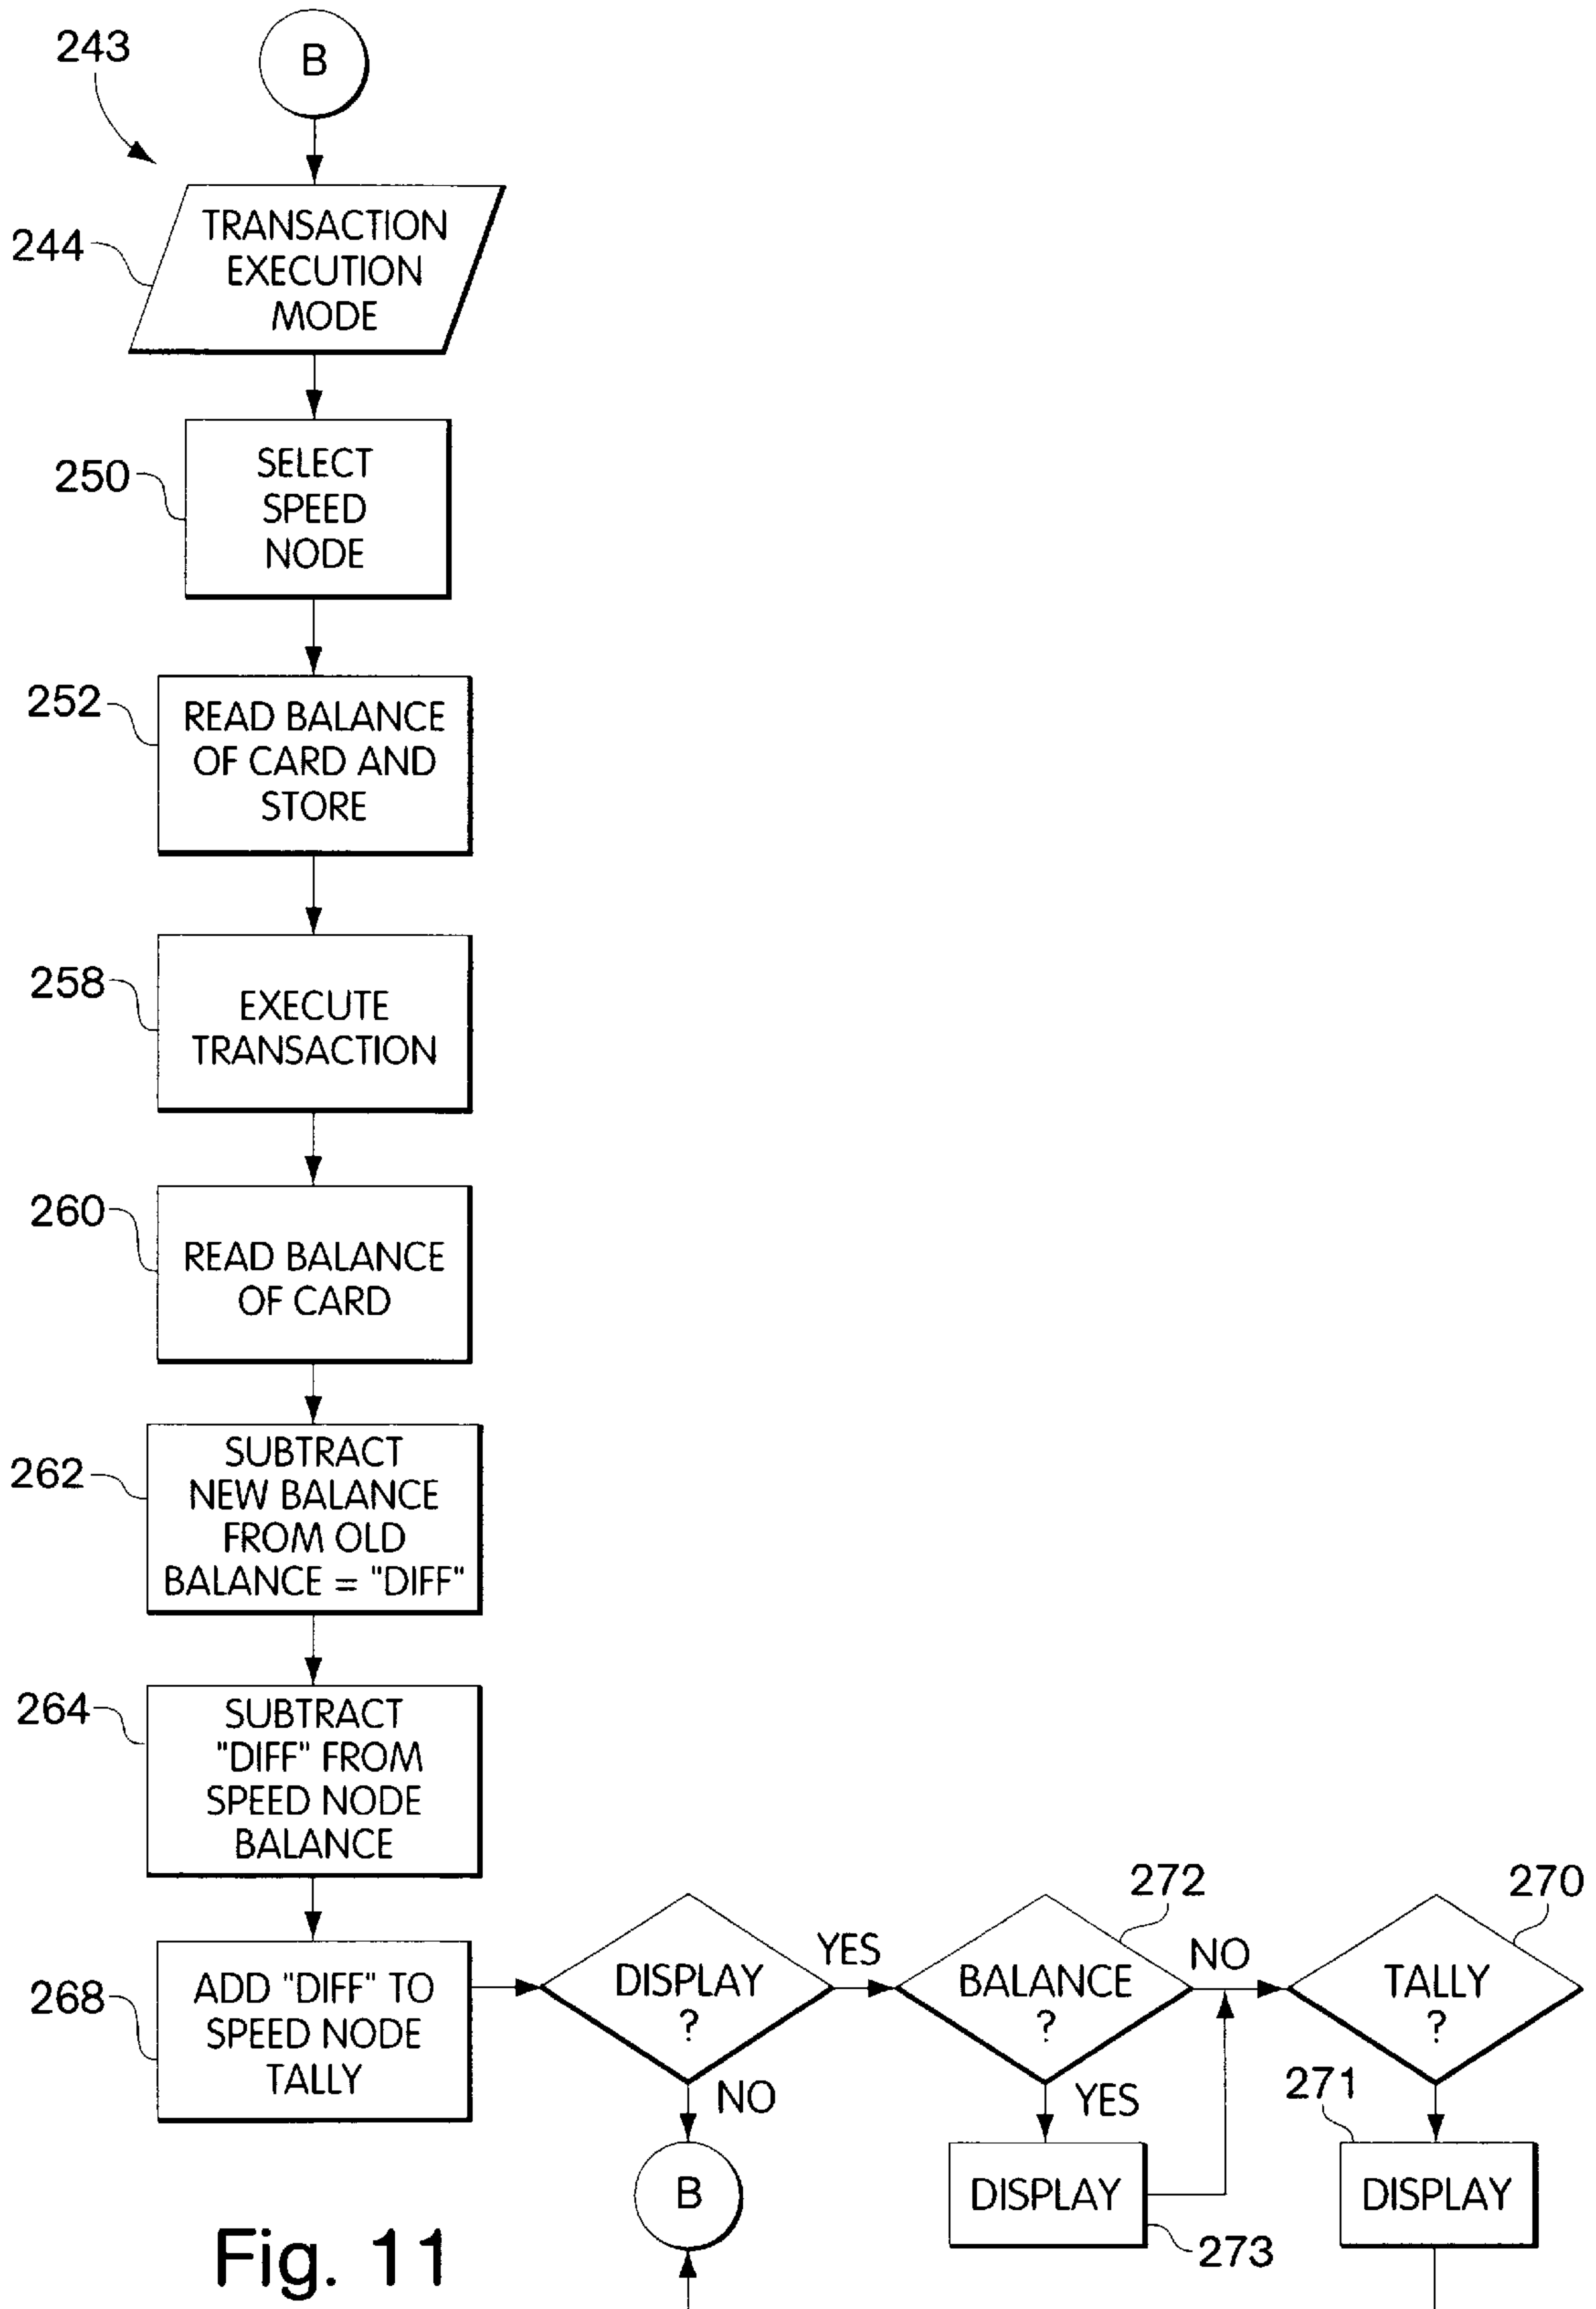 243
B
244
TRANSACTION
EXECUTION
MODE
250
SELECT
SPEED
NODE
252
READ BALANCE
OF CARD AND
STORE
258
EXECUTE
TRANSACTION
260
READ BALANCE
OF CARD
262
SUBTRACT
NEW BALANCE
FROM OLD
BALANCE = "DIFF"
264
SUBTRACT
"DIFF" FROM
SPEED NODE
BALANCE
268
ADD "DIFF" TO
SPEED NODE
TALLY
DISPLAY
?
YES
NO
B
272
BALANCE
?
NO
YES
DISPLAY
273
270
TALLY
?
271
DISPLAY
Fig. 11